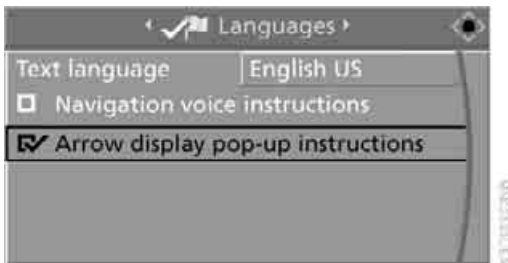 Languages
Text language English US
Navigation voice instructions
Arrow display pop-up instructions